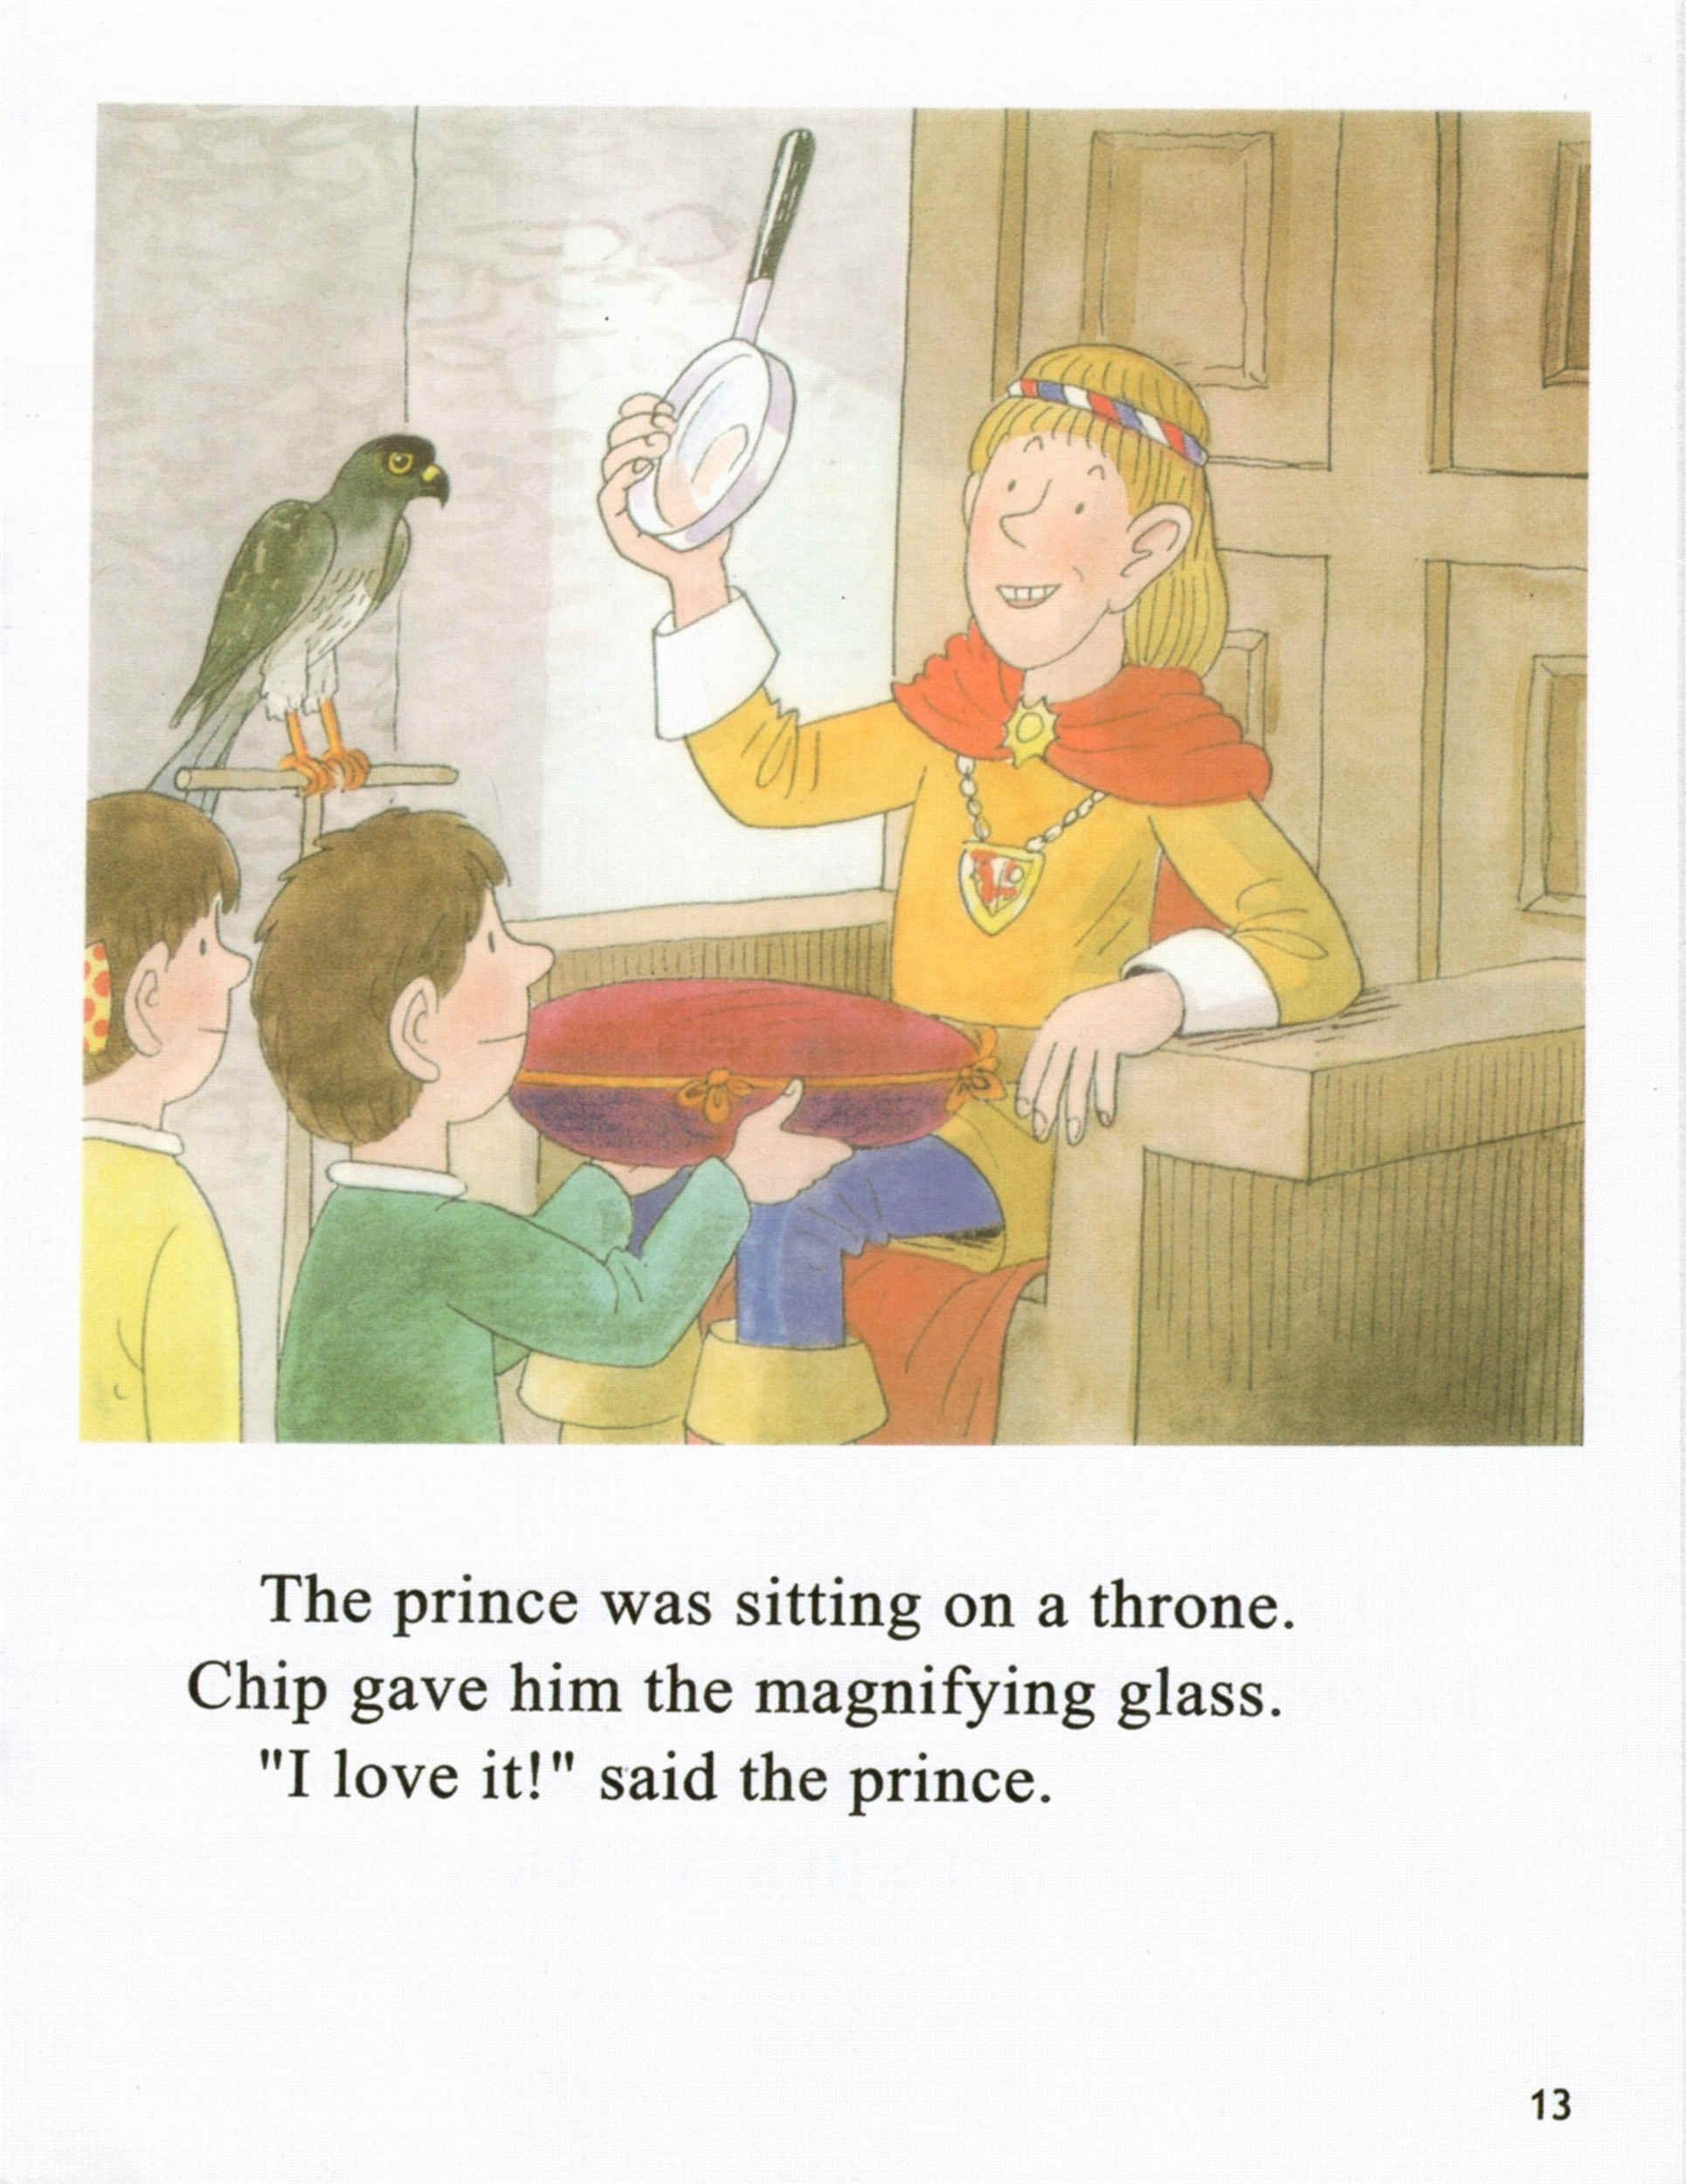 The prince was sitting on a throne.
Chip gave him the magnifying glass.
"I love it!" said the prince.
13